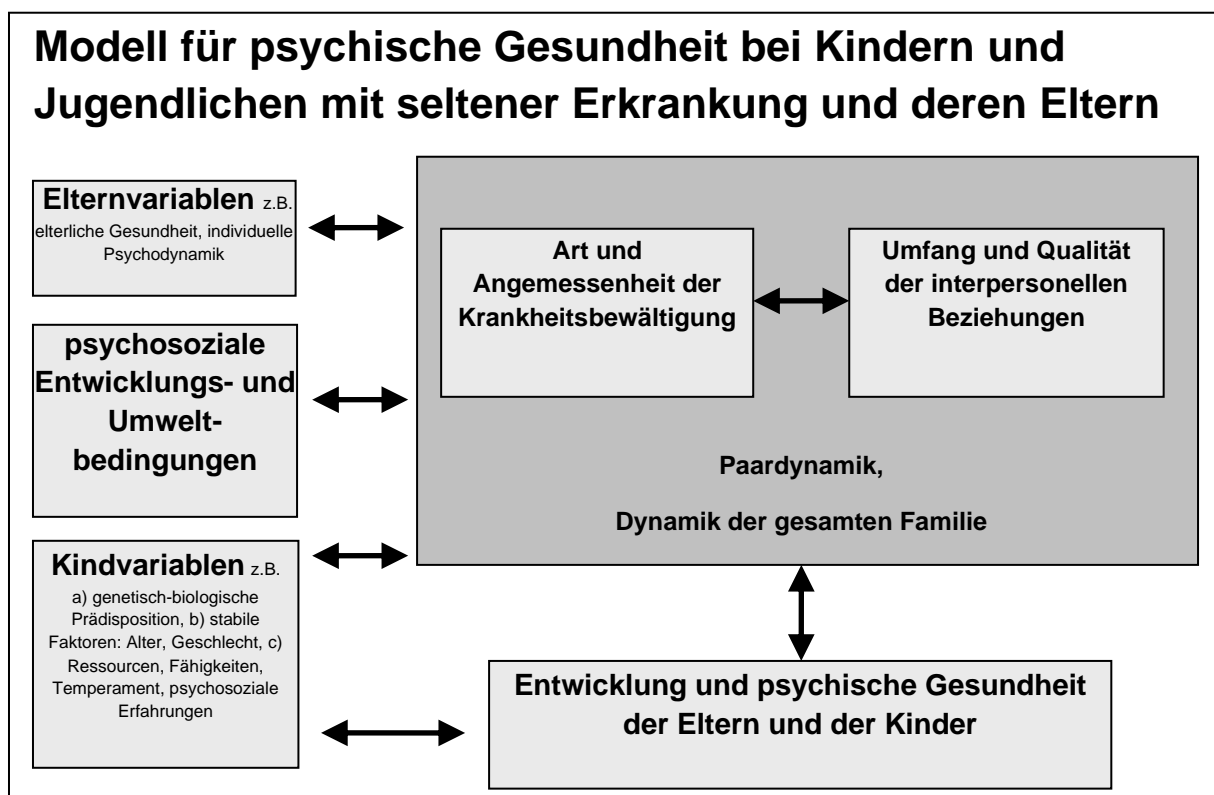 Modell für psychische Gesundheit bei Kindern und
Jugendlichen mit seltener Erkrankung und deren Eltern
Elternvariablen z.B.
elterliche Gesundheit, individuelle
Psychodynamik
psychosoziale
Entwicklungs- und
Umwelt-
bedingungen
Kindvariablen z.B.
a) genetisch-biologische
Prädisposition, b) stabile
Faktoren: Alter, Geschlecht, c)
Ressourcen, Fähigkeiten,
Temperament, psychosoziale
Erfahrungen
Art und
Angemessenheit der
Krankheitsbewältigung
Umfang und Qualität
der interpersonellen
Beziehungen
Paardynamik,
Dynamik der gesamten Familie
Entwicklung und psychische Gesundheit
der Eltern und der Kinder